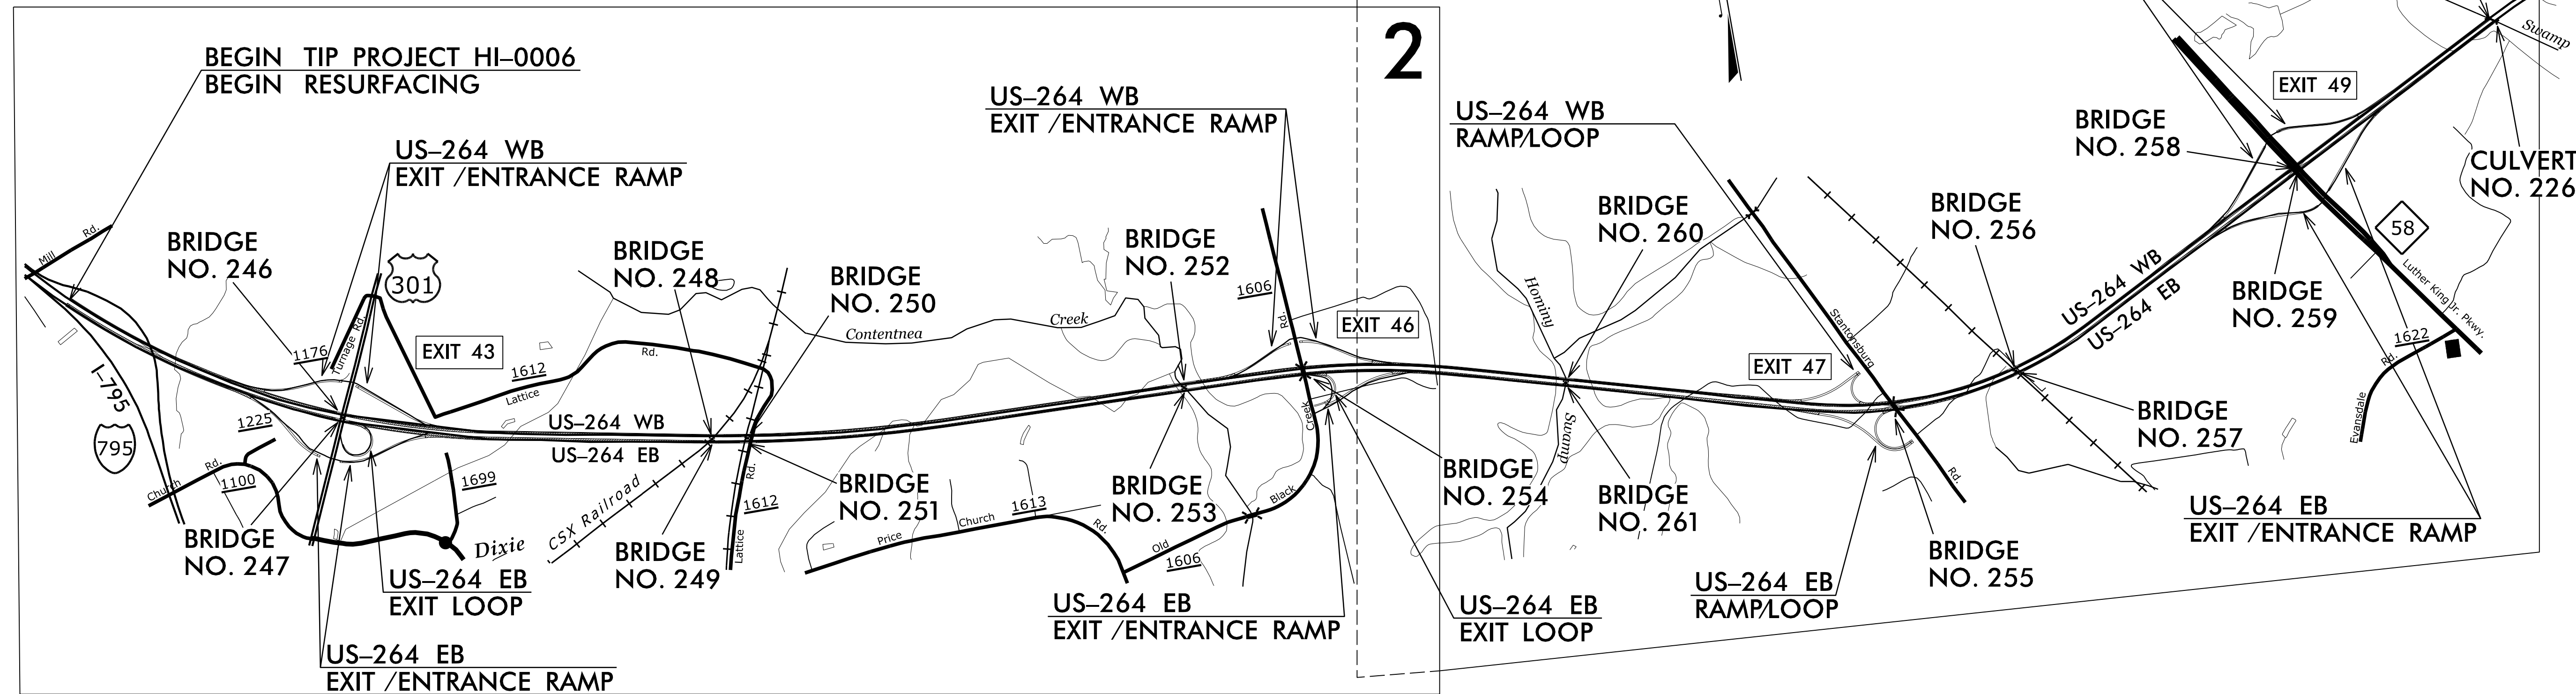 BEGIN TIP PROJECT HI–0006
BEGIN RESURFACING
2
US–264 WB
EXIT /ENTRANCE RAMP
US–264 WB
EXIT /ENTRANCE RAMP
US–264 WB
RAMP/LOOP
EXIT 49
Swamp
BRIDGE
NO. 258
CULVERT
NO. 226
Mill Rd.
BRIDGE
NO. 246
301
BRIDGE
NO. 248
BRIDGE
NO. 250
BRIDGE
NO. 252
1606
Rd.
EXIT 46
BRIDGE
NO. 260
BRIDGE
NO. 256
58
Luther King Jr. Pkwy.
BRIDGE
NO. 259
US–264 WB
US–264 EB
1176
Turnage Rd.
EXIT 43
1612
Lattice
Rd.
Contentnea
Creek
Hominy
Swamp
EXIT 47
Stantonsburg
Rd.
1622
Rd.
Evansdale
I–795
795
1225
Church Rd.
1100
1699
US–264 WB
US–264 EB
CSX Railroad
Rd.
1612
Lattice
BRIDGE
NO. 251
BRIDGE
NO. 253
Creek
Black
Old
1606
Price
Church
1613
Rd.
BRIDGE
NO. 254
BRIDGE
NO. 261
BRIDGE
NO. 257
BRIDGE
NO. 247
Dixie
BRIDGE
NO. 249
BRIDGE
NO. 255
US–264 EB
EXIT LOOP
US–264 EB
EXIT /ENTRANCE RAMP
US–264 EB
EXIT /ENTRANCE RAMP
US–264 EB
EXIT LOOP
US–264 EB
RAMP/LOOP
US–264 EB
EXIT /ENTRANCE RAMP